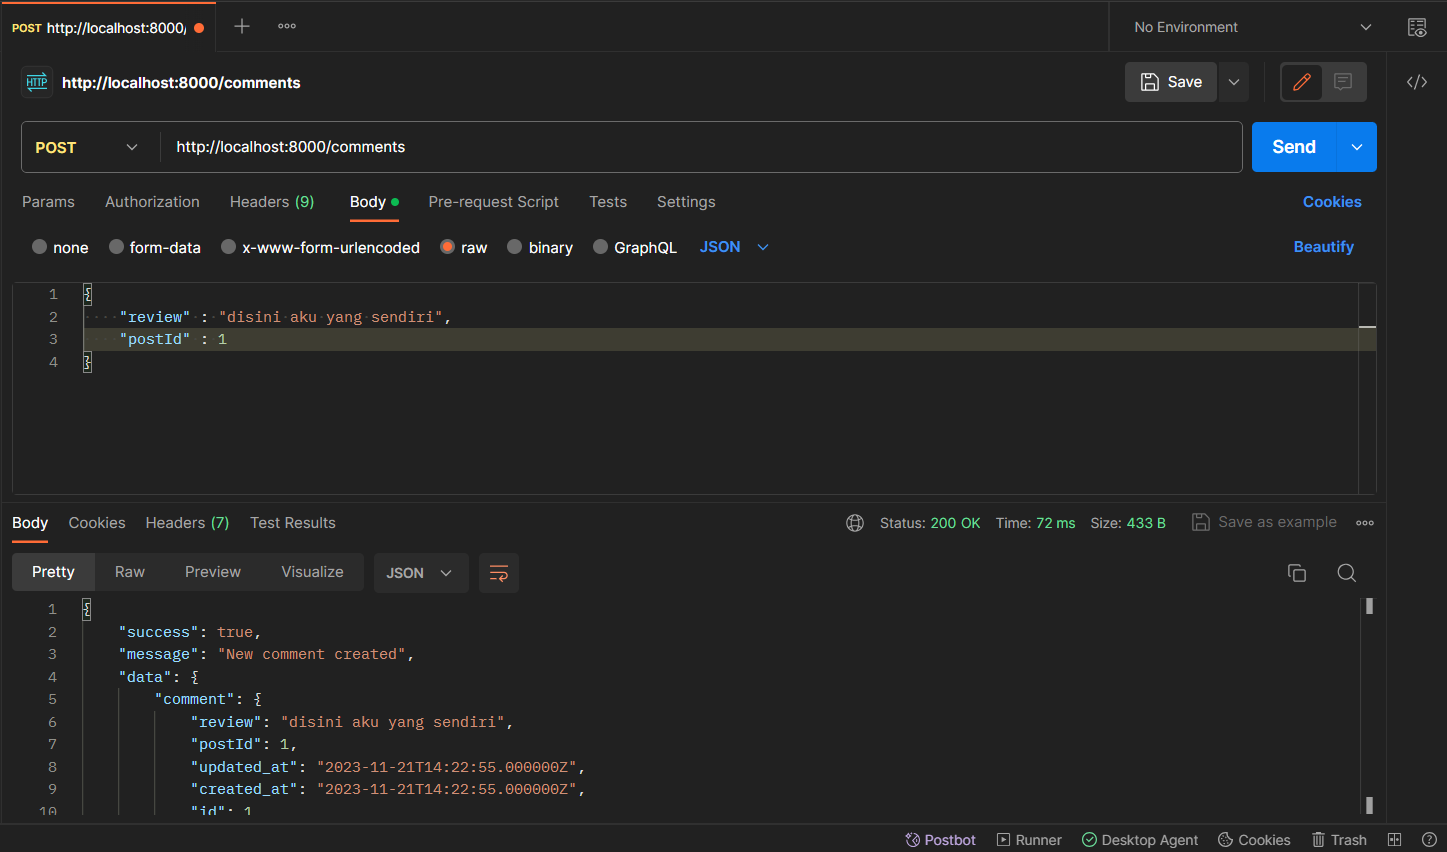 POST http://localhost:8000/
No Environment
HTTP http://localhost:8000/comments
Save
POST http://localhost:8000/comments
Send
Params Authorization Headers (9) Body Pre-request Script Tests Settings Cookies
none form-data x-www-form-urlencoded raw binary GraphQL JSON Beautify
1 {
2 "review" : "disini aku yang sendiri",
3 "postId" : 1
4 }
Body Cookies Headers (7) Test Results Status: 200 OK Time: 72 ms Size: 433 B Save as example
Pretty Raw Preview Visualize JSON
1 {
2 "success": true,
3 "message": "New comment created",
4 "data": {
5 "comment": {
6 "review": "disini aku yang sendiri",
7 "postId": 1,
8 "updated_at": "2023-11-21T14:22:55.000000Z",
9 "created_at": "2023-11-21T14:22:55.000000Z",
10 "id": 1
Postbot Runner Desktop Agent Cookies Trash